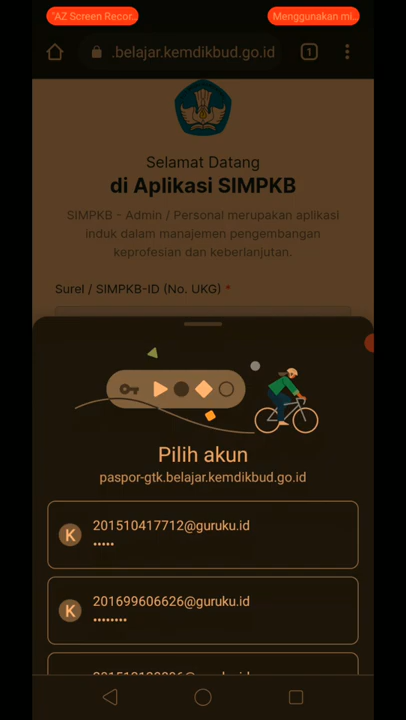 "AZ Screen Recor..
Menggunakan mi..
.belajar.kemdikbud.go.id
1
Selamat Datang
di Aplikasi SIMPKB
SIMPKB - Admin / Personal merupakan aplikasi
induk dalam manajemen pengembangan
keprofesian dan keberlanjutan.
Surel / SIMPKB-ID (No. UKG) *
Pilih akun
paspor-gtk.belajar.kemdikbud.go.id
K
201510417712@guruku.id
•••••
K
201699606626@guruku.id
••••••••